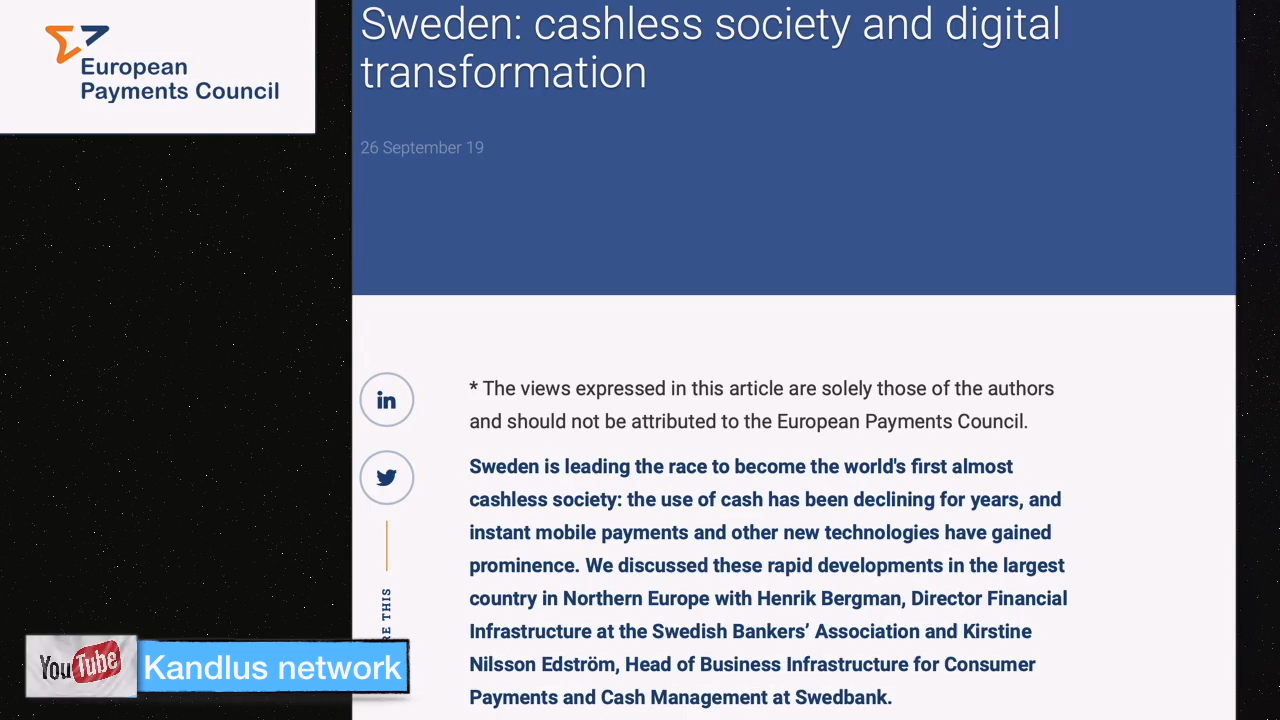 European
Payments Council
Sweden: cashless society and digital
transformation
26 September 19
in
* The views expressed in this article are solely those of the authors
and should not be attributed to the European Payments Council.
Sweden is leading the race to become the world's first almost
cashless society: the use of cash has been declining for years, and
instant mobile payments and other new technologies have gained
prominence. We discussed these rapid developments in the largest
country in Northern Europe with Henrik Bergman, Director Financial
Infrastructure at the Swedish Bankers’ Association and Kirstine
Nilsson Edström, Head of Business Infrastructure for Consumer
Payments and Cash Management at Swedbank.
RE THIS
YouTube
Kandlus network